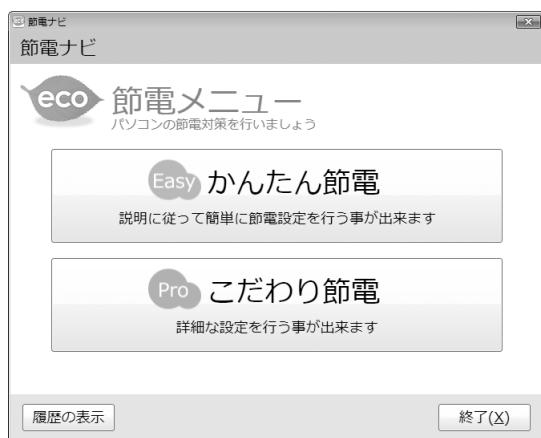 節電ナビ
節電ナビ
eco
節電メニュー
パソコンの節電対策を行いましょう
Easy かんたん節電
説明に従って簡単に節電設定を行う事が出来ます
Pro こだわり節電
詳細な設定を行う事が出来ます
履歴の表示
終了(X)